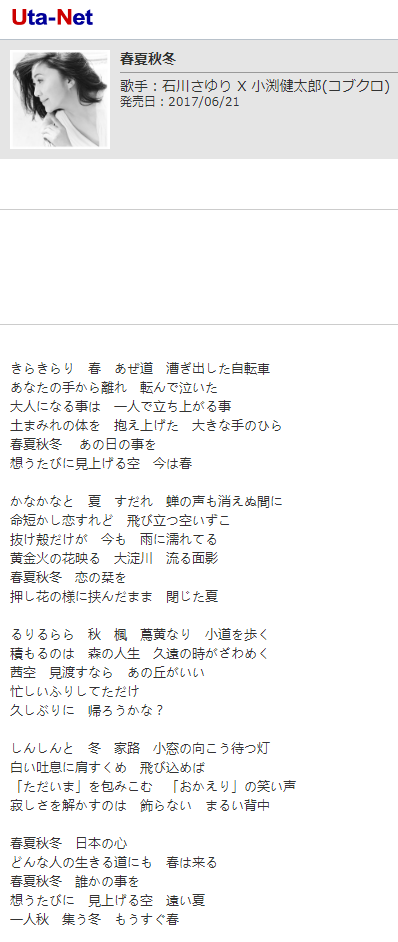 Uta-Net
春夏秋冬
歌手：石川さゆり X 小渕健太郎(コブクロ)
発売日：2017/06/21
きらきらり　春　あぜ道　漕ぎ出した自転車
あなたの手から離れ　転んで泣いた
大人になる事は　一人で立ち上がる事
土まみれの体を　抱え上げた　大きな手のひら
春夏秋冬　 あの日の事を
想うたびに見上げる空　今は春
かなかなと　夏　すだれ　蝉の声も消えぬ間に
命短かし恋すれど　飛び立つ空いずこ
抜け殻だけが　今も　雨に濡れてる
黄金火の花映る　大淀川　流る面影
春夏秋冬　恋の栞を
押し花の様に挟んだまま　閉じた夏
るりるらら　秋　楓　蔦黄なり　小道を歩く
積もるのは　森の人生　久遠の時がざわめく
茜空　見渡すなら　あの丘がいい
忙しいふりしてただけ
久しぶりに　帰ろうかな？
しんしんと　冬　家路　小窓の向こう待つ灯
白い吐息に肩すくめ　飛び込めば
「ただいま」を包みこむ　「おかえり」の笑い声
寂しさを解かすのは　飾らない　まるい背中
春夏秋冬　日本の心
どんな人の生きる道にも　春は来る
春夏秋冬　誰かの事を
想うたびに　見上げる空　遠い夏
一人秋　集う冬　もうすぐ春